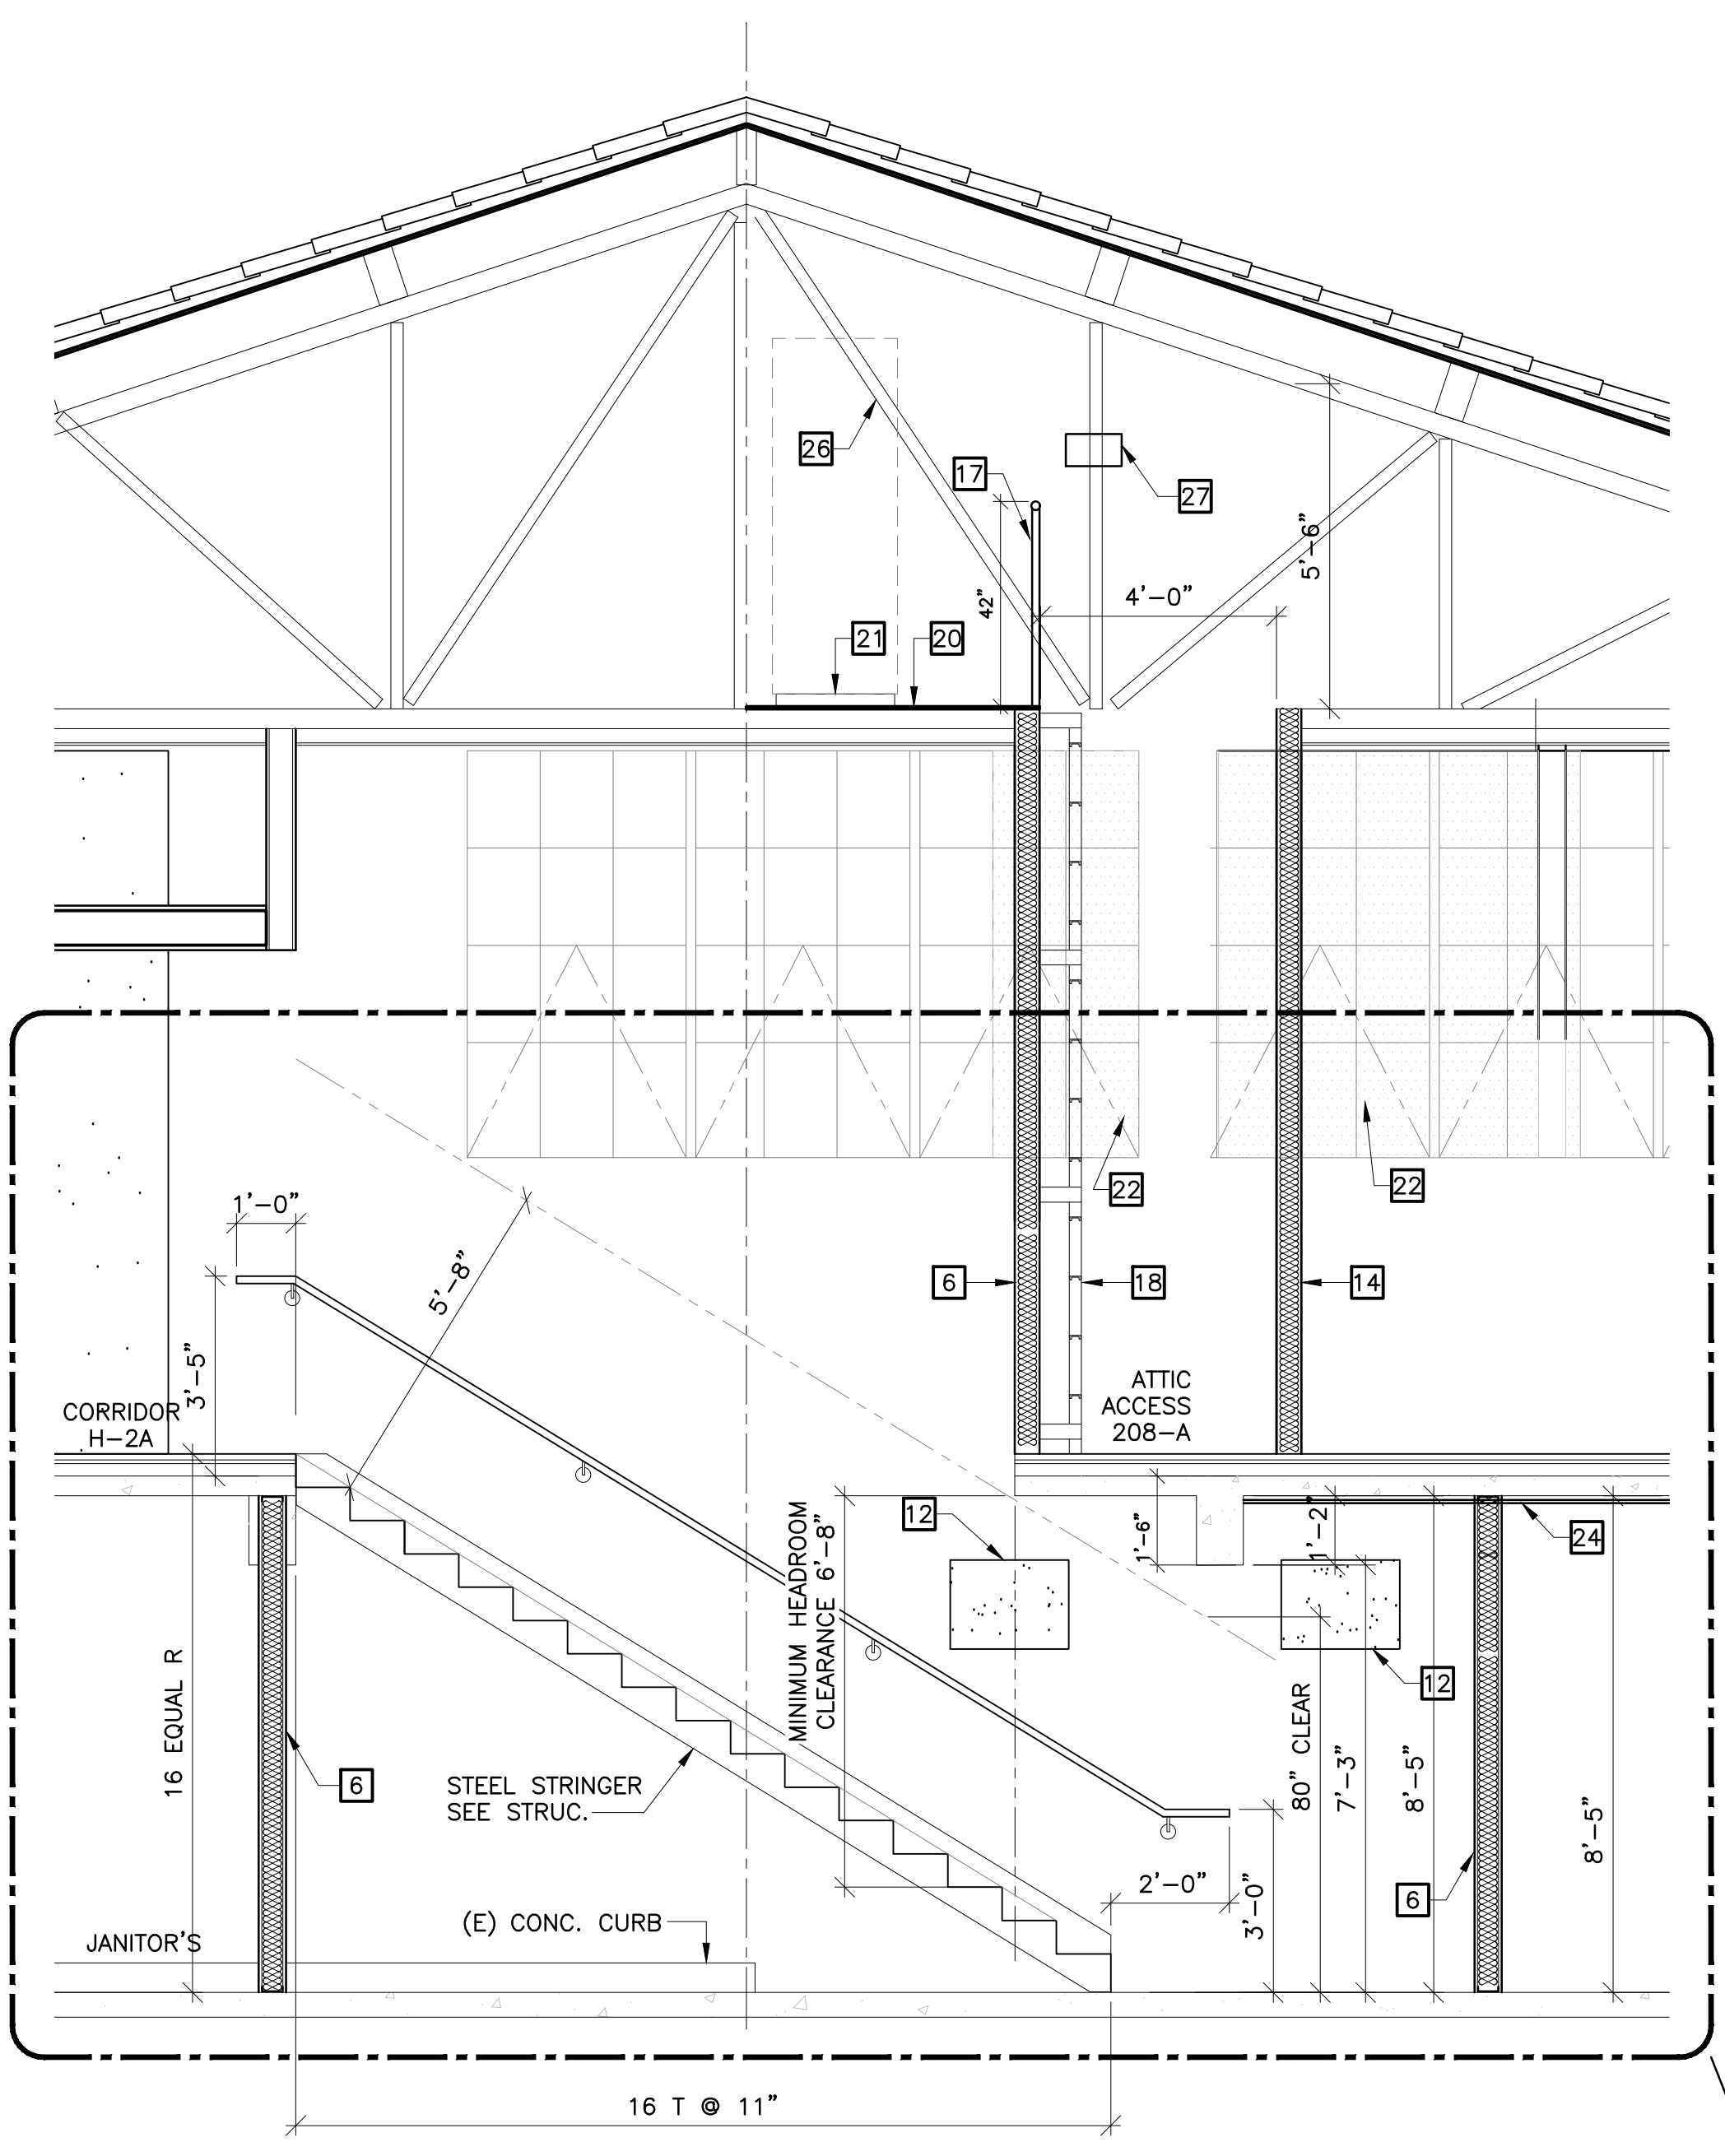 26
17
27
5'-6"
42"
4'-0"
21
20
22
22
1'-0"
5'-8"
3'-5"
6
18
14
ATTIC
ACCESS
208-A
CORRIDOR
H-2A
12
MINIMUM HEADROOM
CLEARANCE 6'-8"
1'-6"
1'-2"
24
12
16 EQUAL R
6
STEEL STRINGER
SEE STRUC.
80" CLEAR
7'-3"
8'-5"
8'-5"
2'-0"
3'-0"
6
(E) CONC. CURB
JANITOR'S
16 T @ 11"